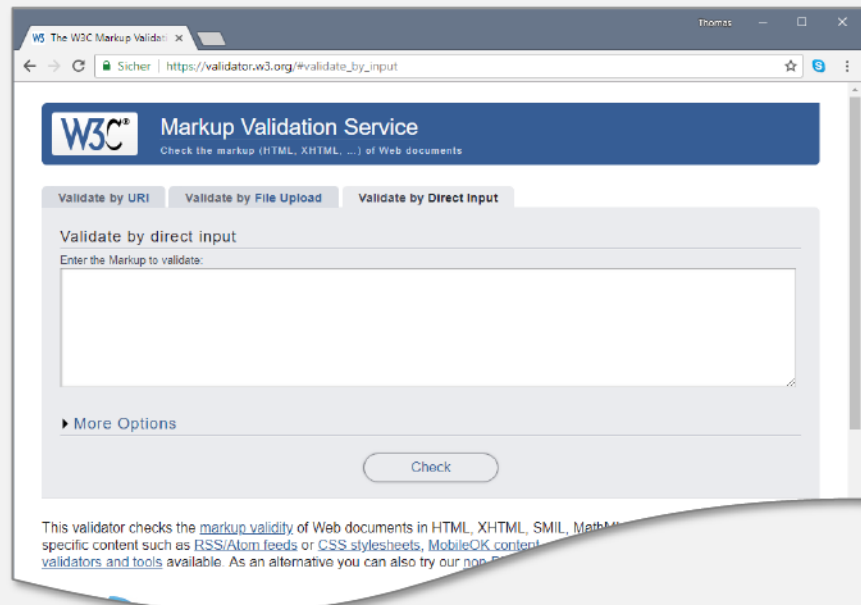 Thomas
W3 The W3C Markup Validati
Sicher | https://validator.w3.org/#validate_by_input
W3C® Markup Validation Service
Check the markup (HTML, XHTML, ...) of Web documents
Validate by URI Validate by File Upload Validate by Direct Input
Validate by direct input
Enter the Markup to validate:
More Options
Check
This validator checks the markup validity of Web documents in HTML, XHTML, SMIL,
specific content such as RSS/Atom feeds or CSS stylesheets, MobileOK content
validators and tools available. As an alternative you can also try our